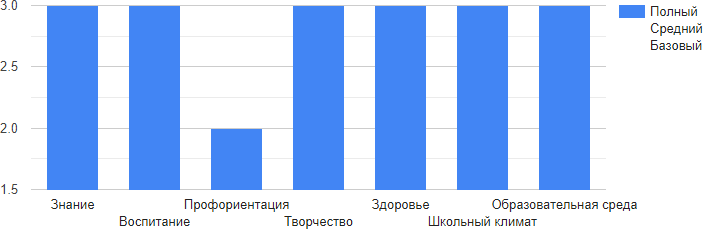 3.0
2.5
2.0
1.5
Полный
Средний
Базовый
Знание
Воспитание
Профориентация
Творчество
Здоровье
Школьный климат
Образовательная среда